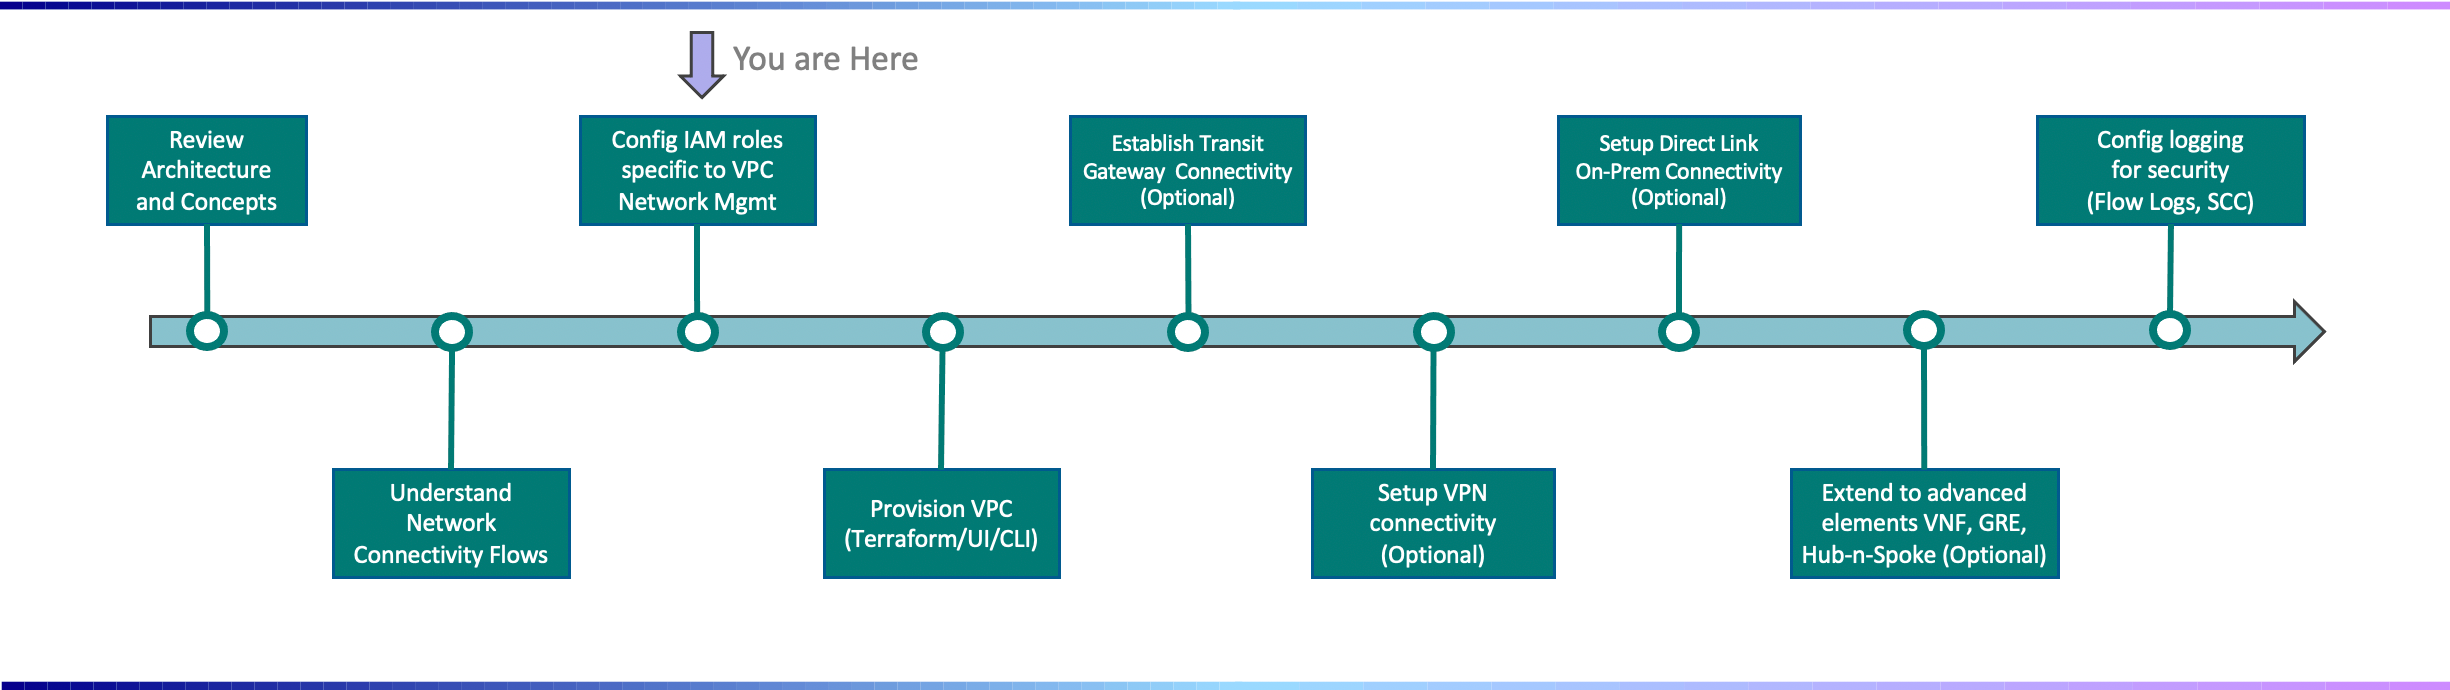 You are Here
Review
Architecture
and Concepts
Config IAM roles
specific to VPC
Network Mgmt
Establish Transit
Gateway  Connectivity
(Optional)
Setup Direct Link
On-Prem Connectivity
(Optional)
Config logging
for security
(Flow Logs, SCC)
Understand
Network
Connectivity Flows
Provision VPC
(Terraform/UI/CLI)
Setup VPN
connectivity
(Optional)
Extend to advanced
elements VNF, GRE,
Hub-n-Spoke (Optional)